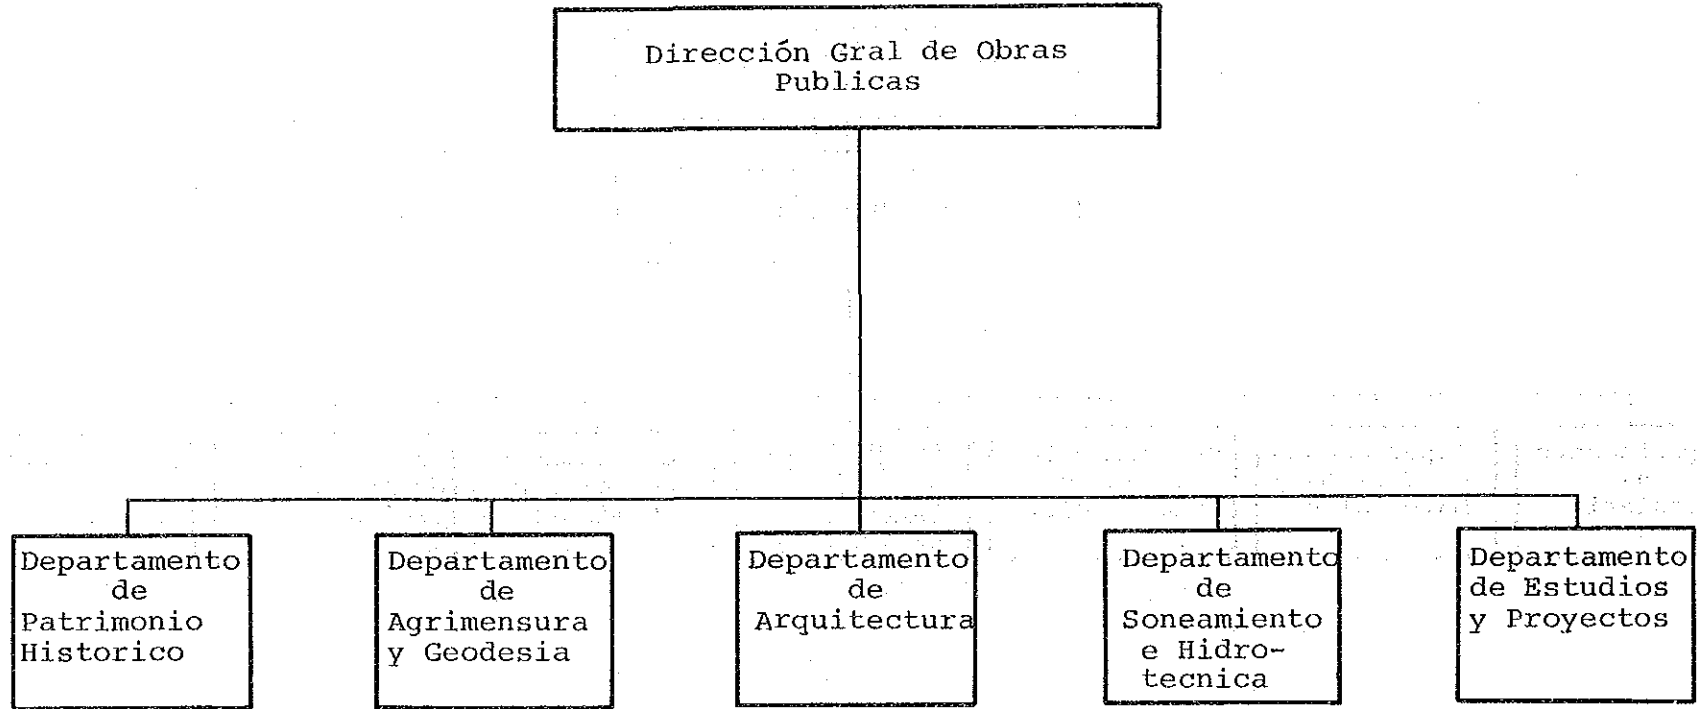 Dirección Gral de Obras
Publicas
Departamento
de
Patrimonio
Historico
Departamento
de
Agrimensura
y Geodesia
Departamento
de
Arquitectura
Departamento
de
Soneamiento
e Hidro-
tecnica
Departamento
de Estudios
y Proyectos